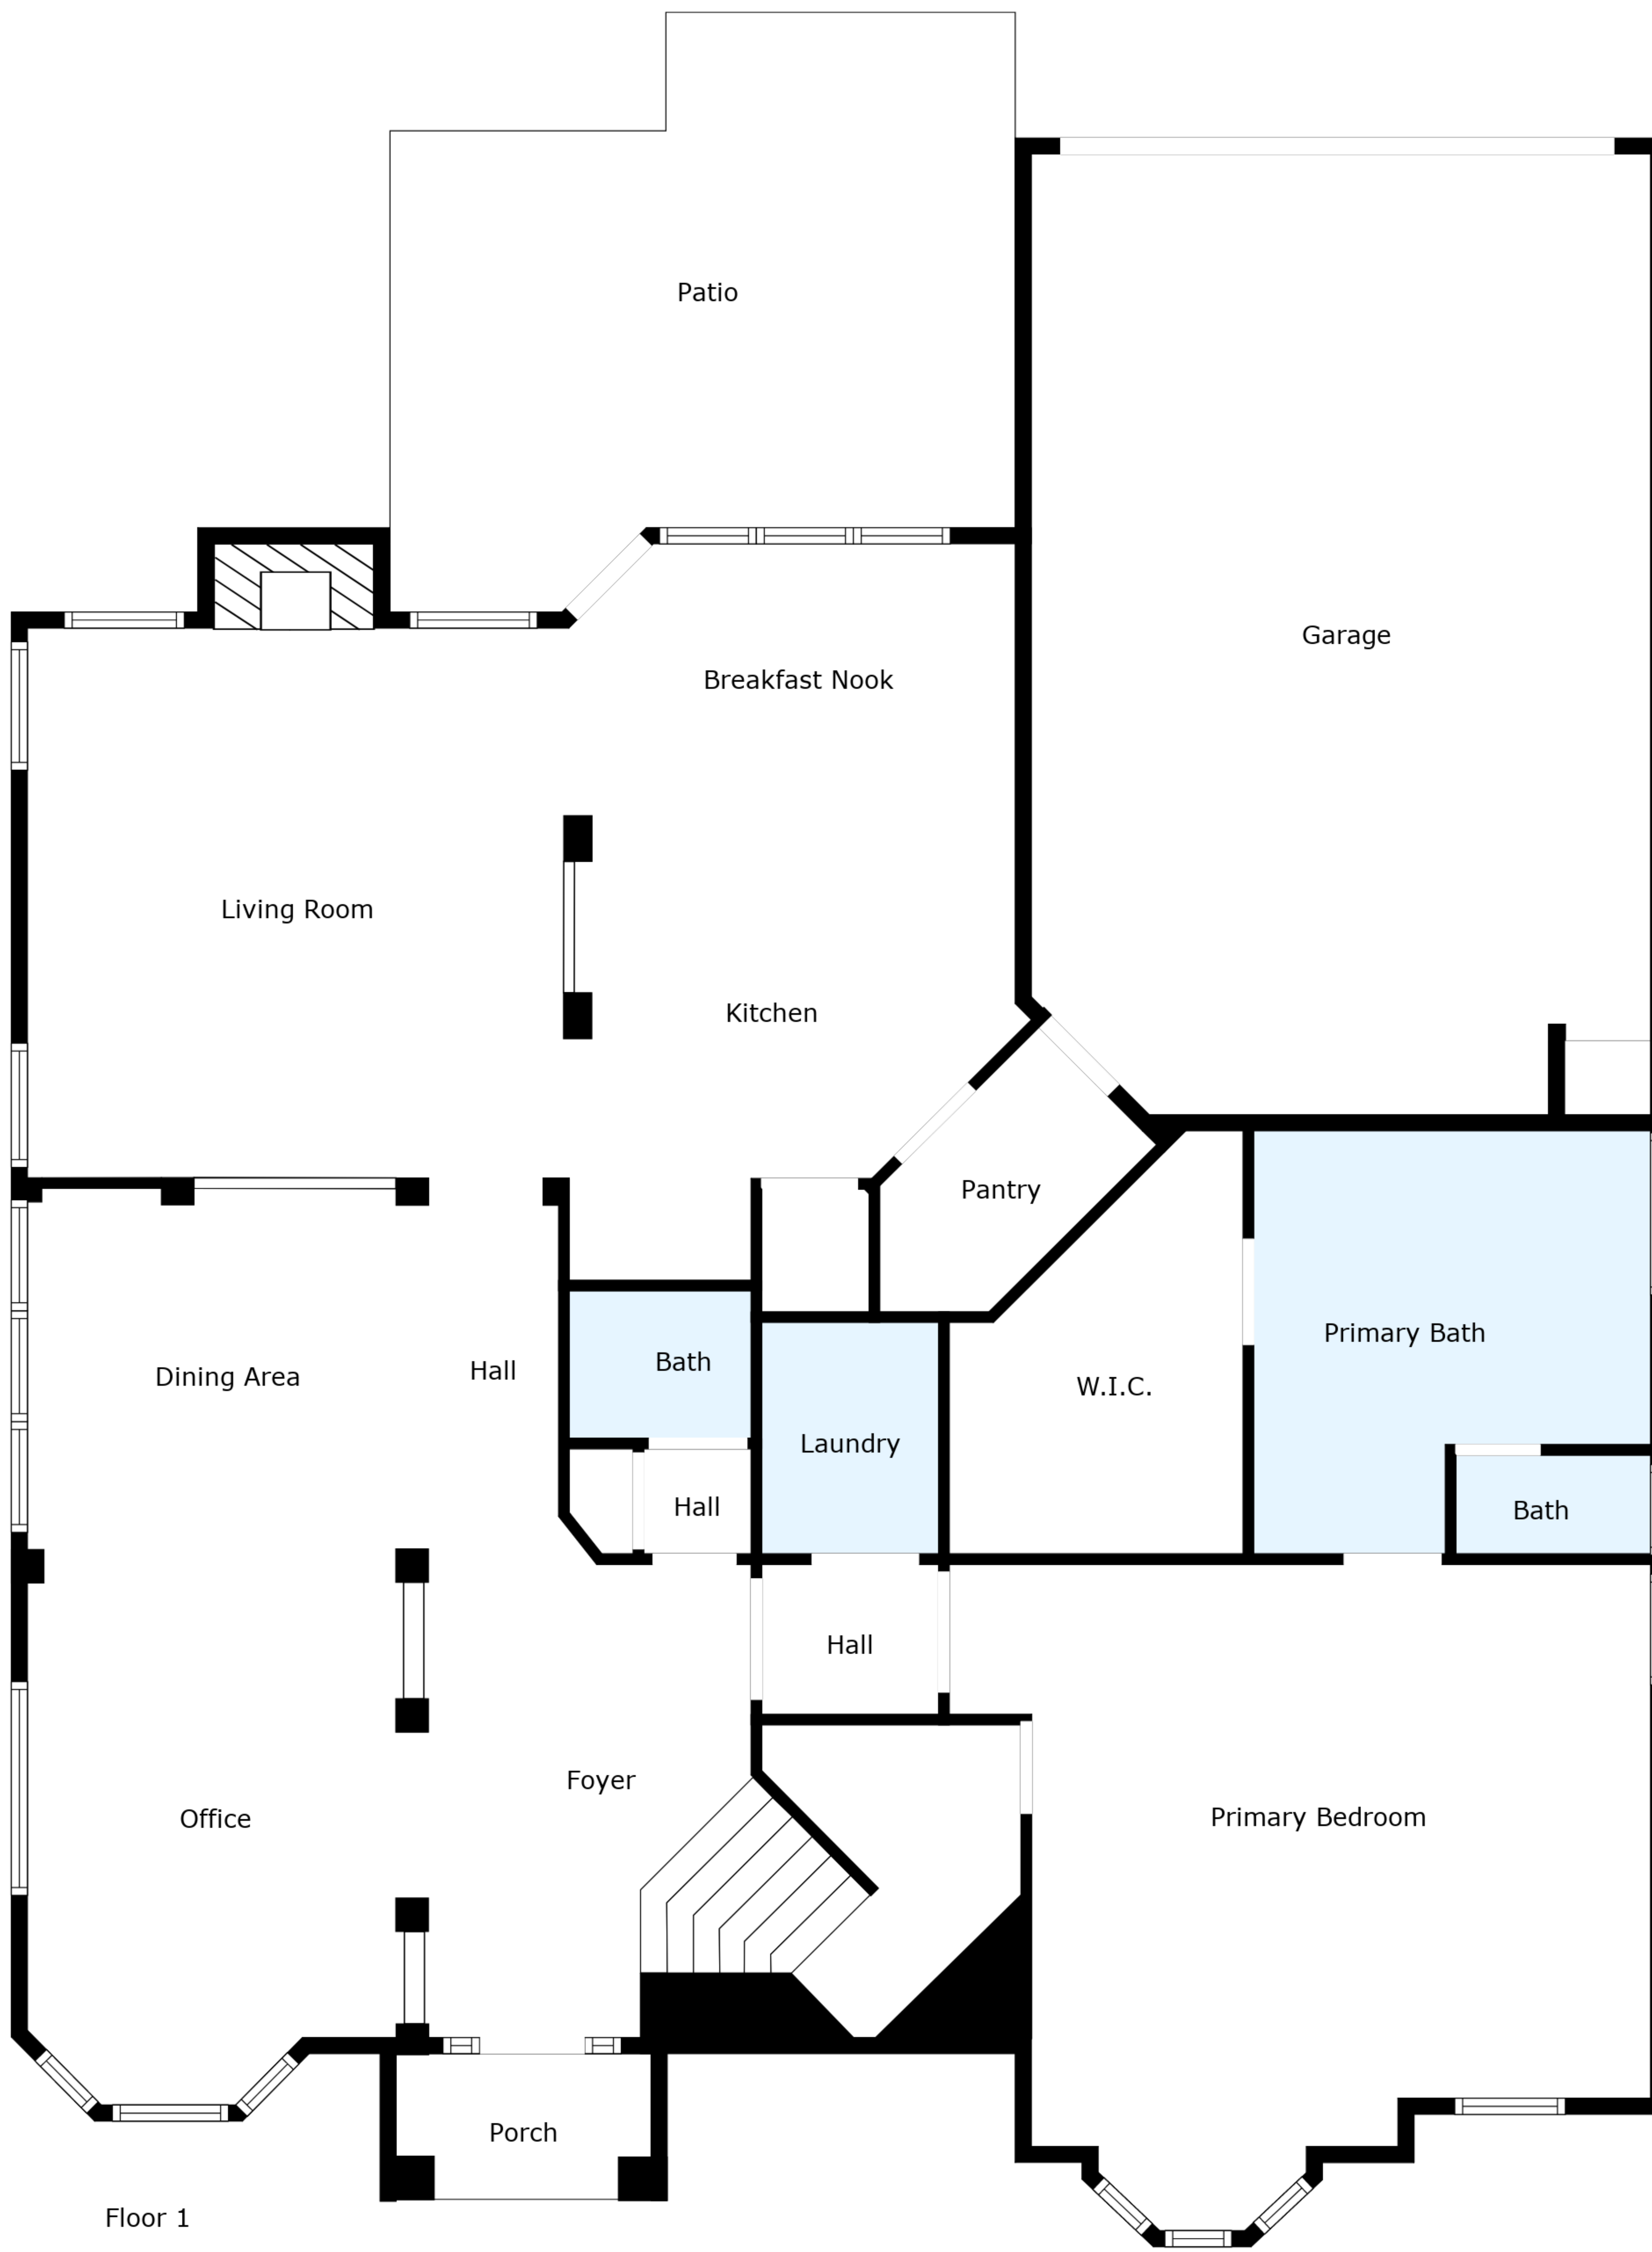 Patio
Garage
Breakfast Nook
Living Room
Kitchen
Pantry
Primary Bath
Bath
Hall
Dining Area
W.I.C.
Laundry
Hall
Bath
Hall
Foyer
Office
Primary Bedroom
Porch
Floor 1